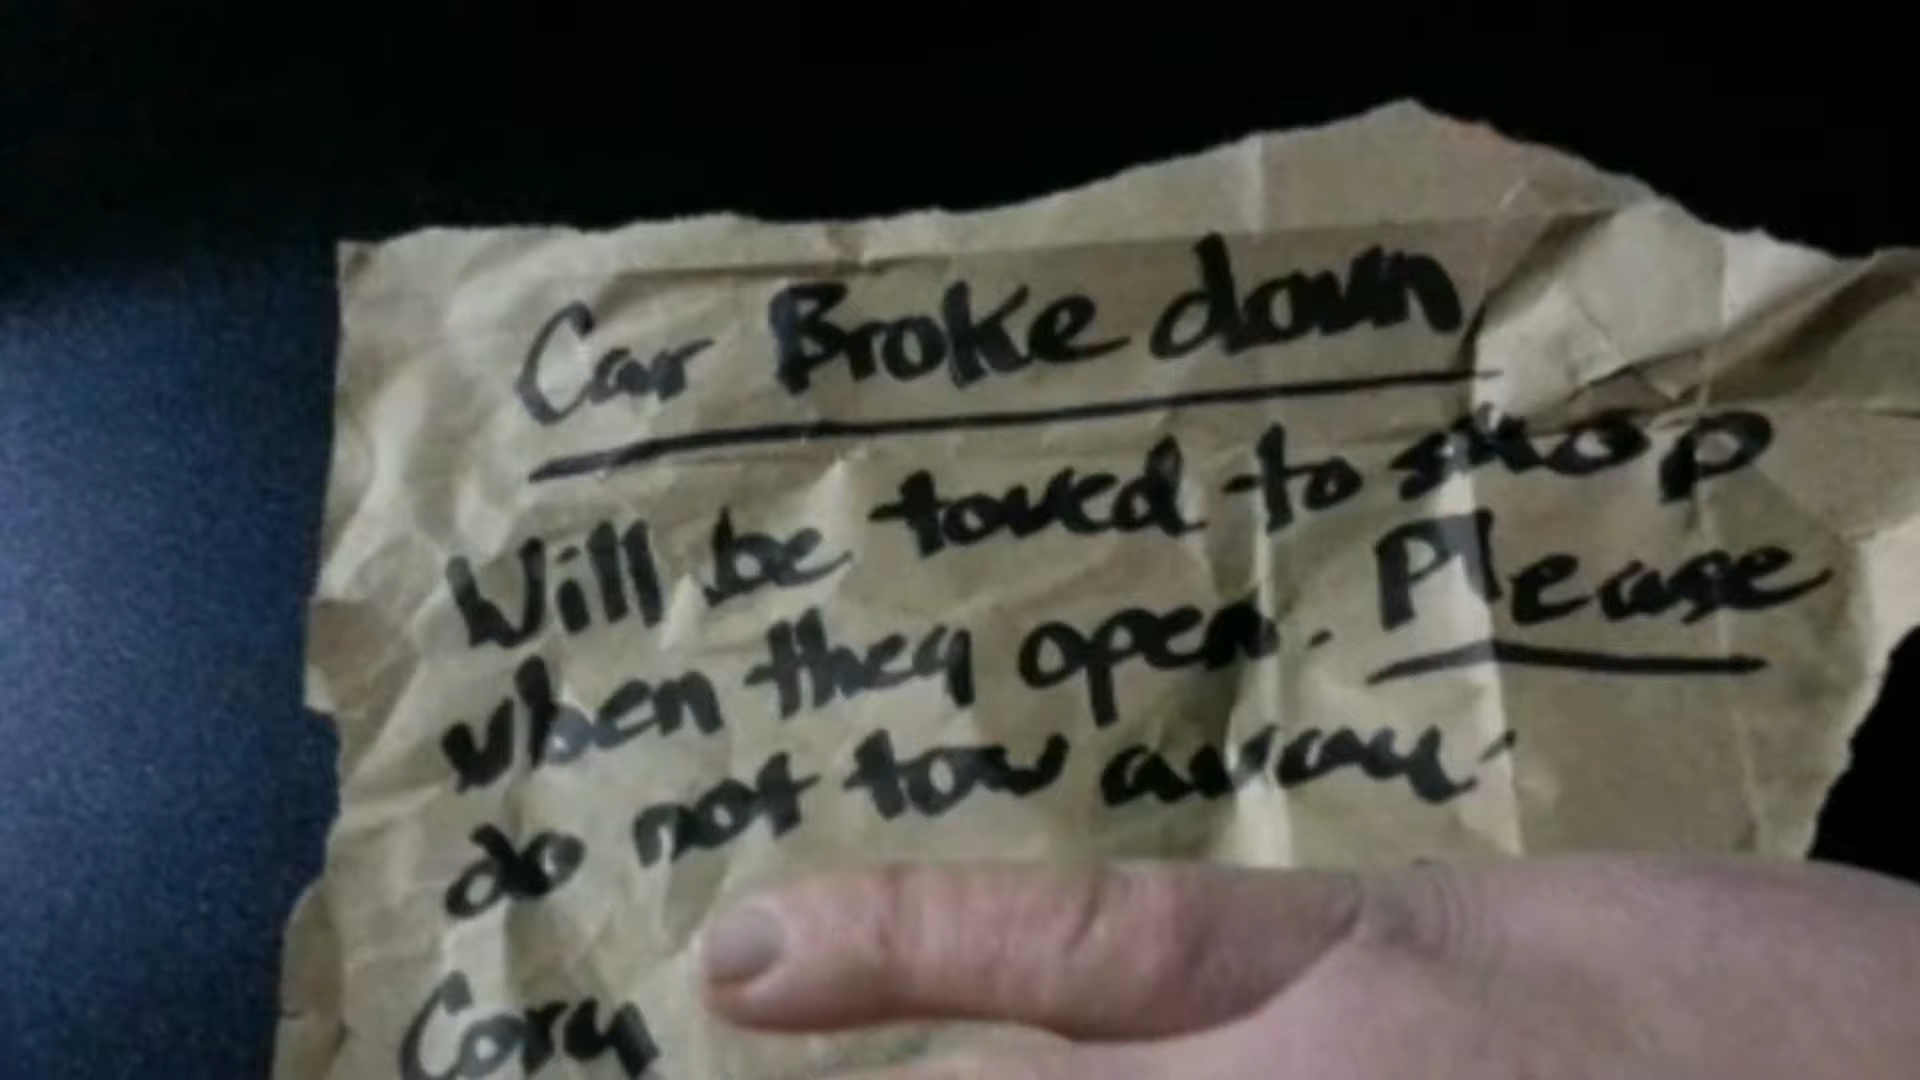 Car Broke down
Will be towed to shop
when they open. Please
do not tow away.
Cory